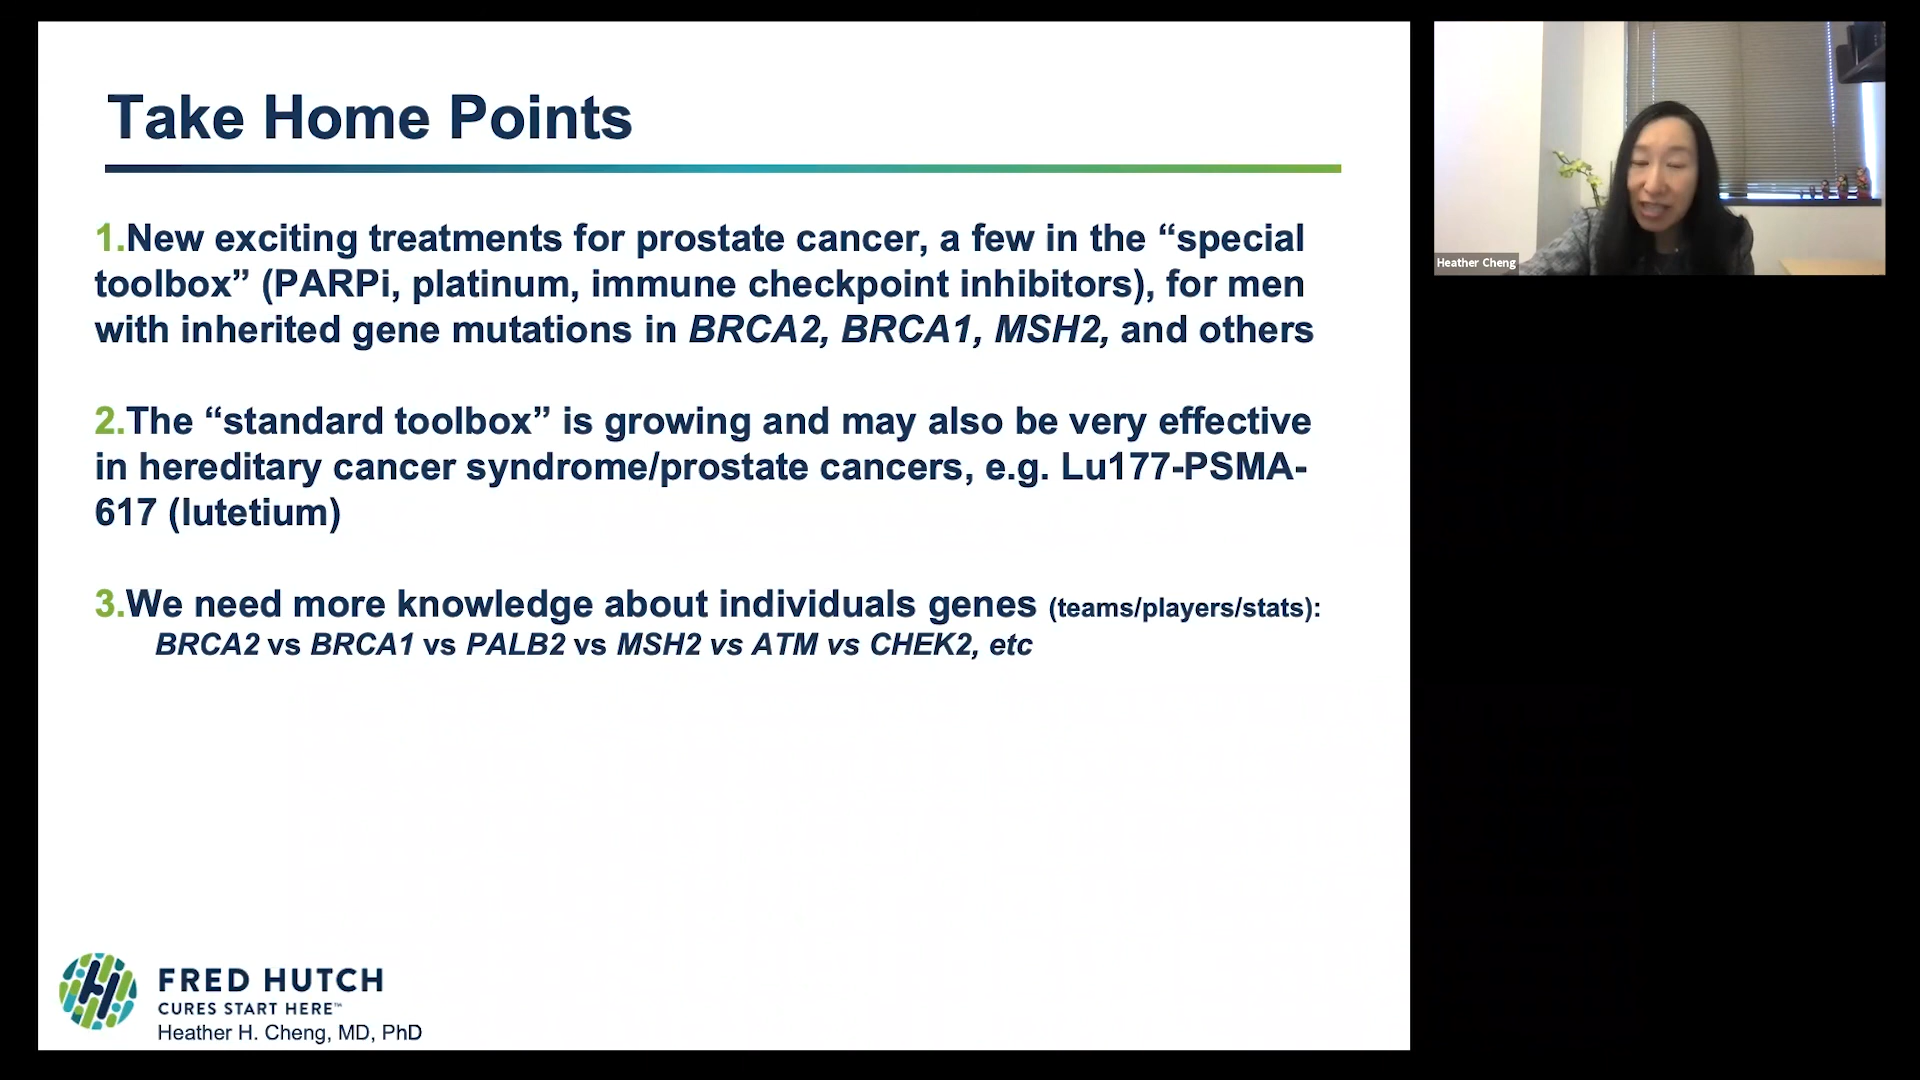 Take Home Points
1.New exciting treatments for prostate cancer, a few in the “special
toolbox” (PARPi, platinum, immune checkpoint inhibitors), for men
with inherited gene mutations in BRCA2, BRCA1, MSH2, and others
2.The “standard toolbox” is growing and may also be very effective
in hereditary cancer syndrome/prostate cancers, e.g. Lu177-PSMA-
617 (lutetium)
3.We need more knowledge about individuals genes (teams/players/stats):
BRCA2 vs BRCA1 vs PALB2 vs MSH2 vs ATM vs CHEK2, etc
FRED HUTCH
CURES START HERE™
Heather H. Cheng, MD, PhD
Heather Cheng